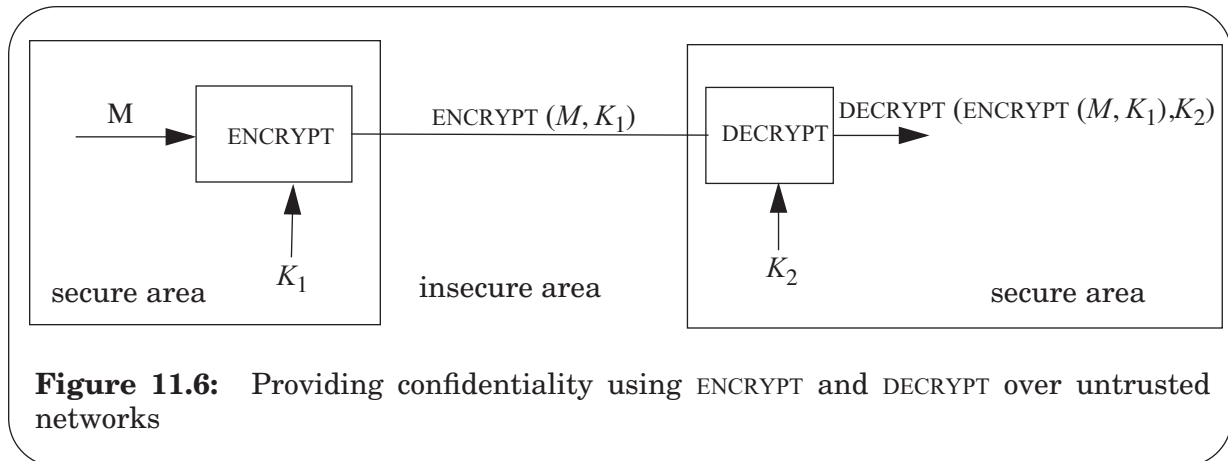 M
ENCRYPT
ENCRYPT (M, K₁)
DECRYPT
DECRYPT (ENCRYPT (M, K₁),K₂)
K₁
K₂
secure area
insecure area
secure area
Figure 11.6: Providing confidentiality using ENCRYPT and DECRYPT over untrusted
networks